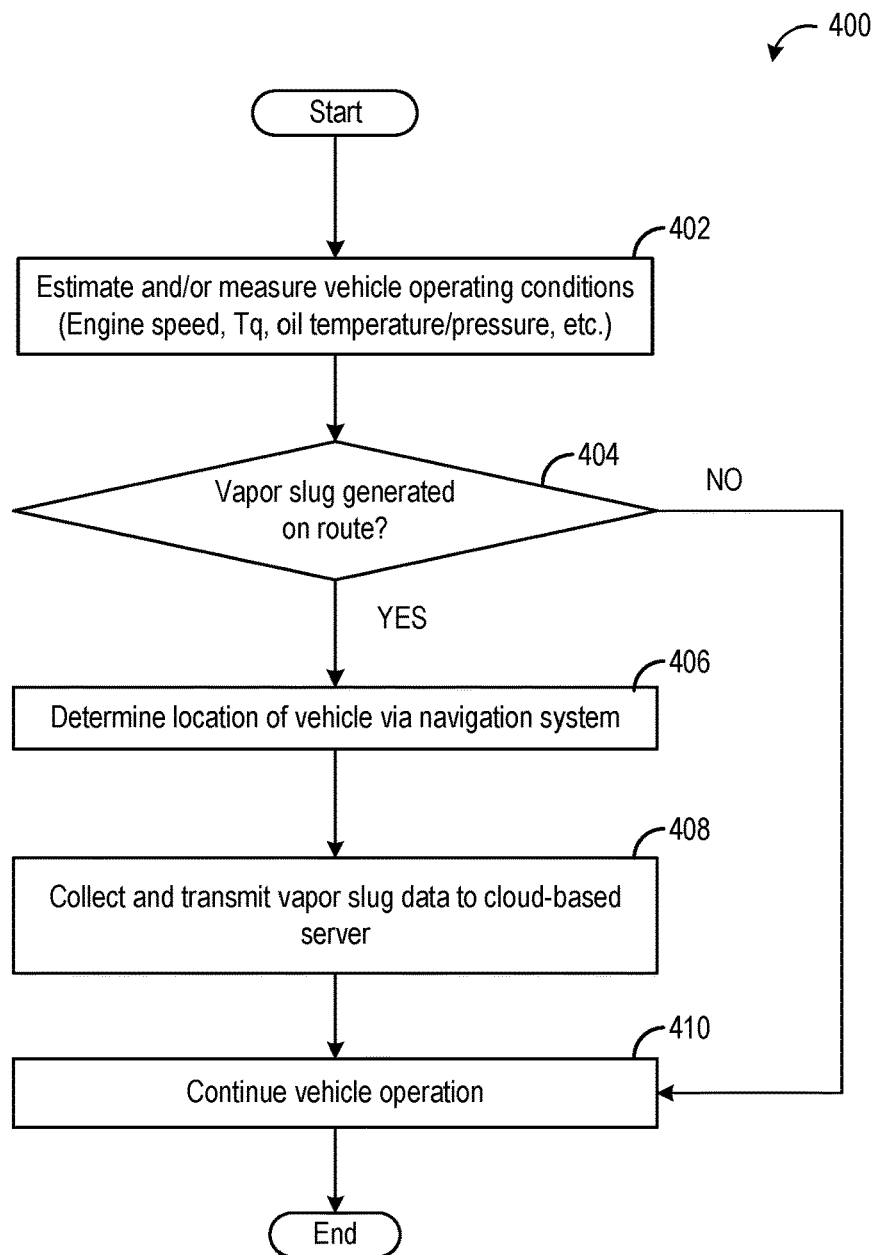 400
Start
402
Estimate and/or measure vehicle operating conditions
(Engine speed, Tq, oil temperature/pressure, etc.)
404
Vapor slug generated
on route?
NO
YES
406
Determine location of vehicle via navigation system
408
Collect and transmit vapor slug data to cloud-based
server
410
Continue vehicle operation
End